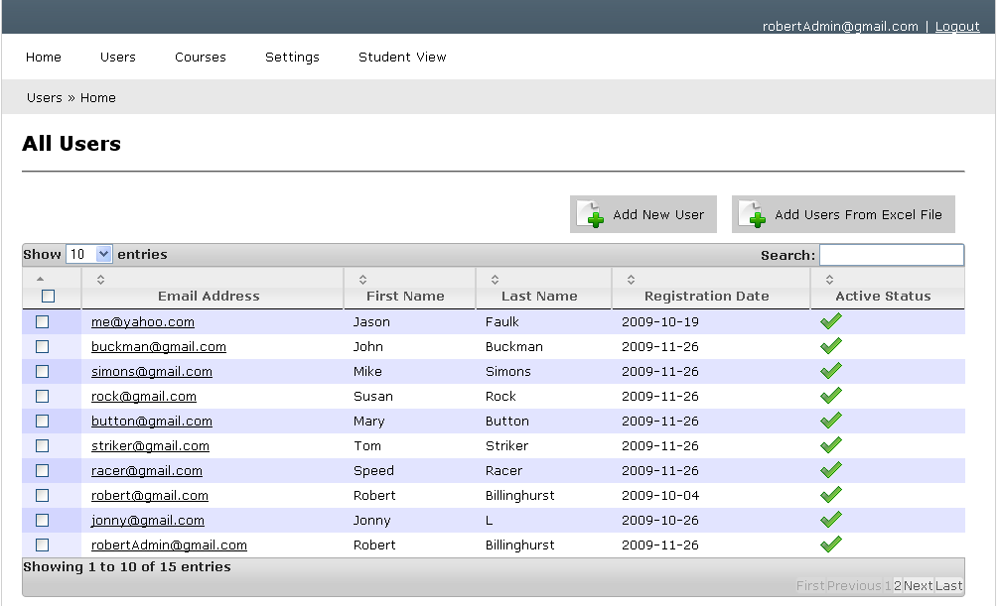 robertAdmin@gmail.com | Logout
Home Users Courses Settings Student View
Users » Home
All Users
Add New User Add Users From Excel File
Show 10 entries Search:
Email Address First Name Last Name Registration Date Active Status
me@yahoo.com Jason Faulk 2009-10-19
buckman@gmail.com John Buckman 2009-11-26
simons@gmail.com Mike Simons 2009-11-26
rock@gmail.com Susan Rock 2009-11-26
button@gmail.com Mary Button 2009-11-26
striker@gmail.com Tom Striker 2009-11-26
racer@gmail.com Speed Racer 2009-11-26
robert@gmail.com Robert Billinghurst 2009-10-04
jonny@gmail.com Jonny L 2009-10-26
robertAdmin@gmail.com Robert Billinghurst 2009-11-26
Showing 1 to 10 of 15 entries
First Previous 1 2 Next Last